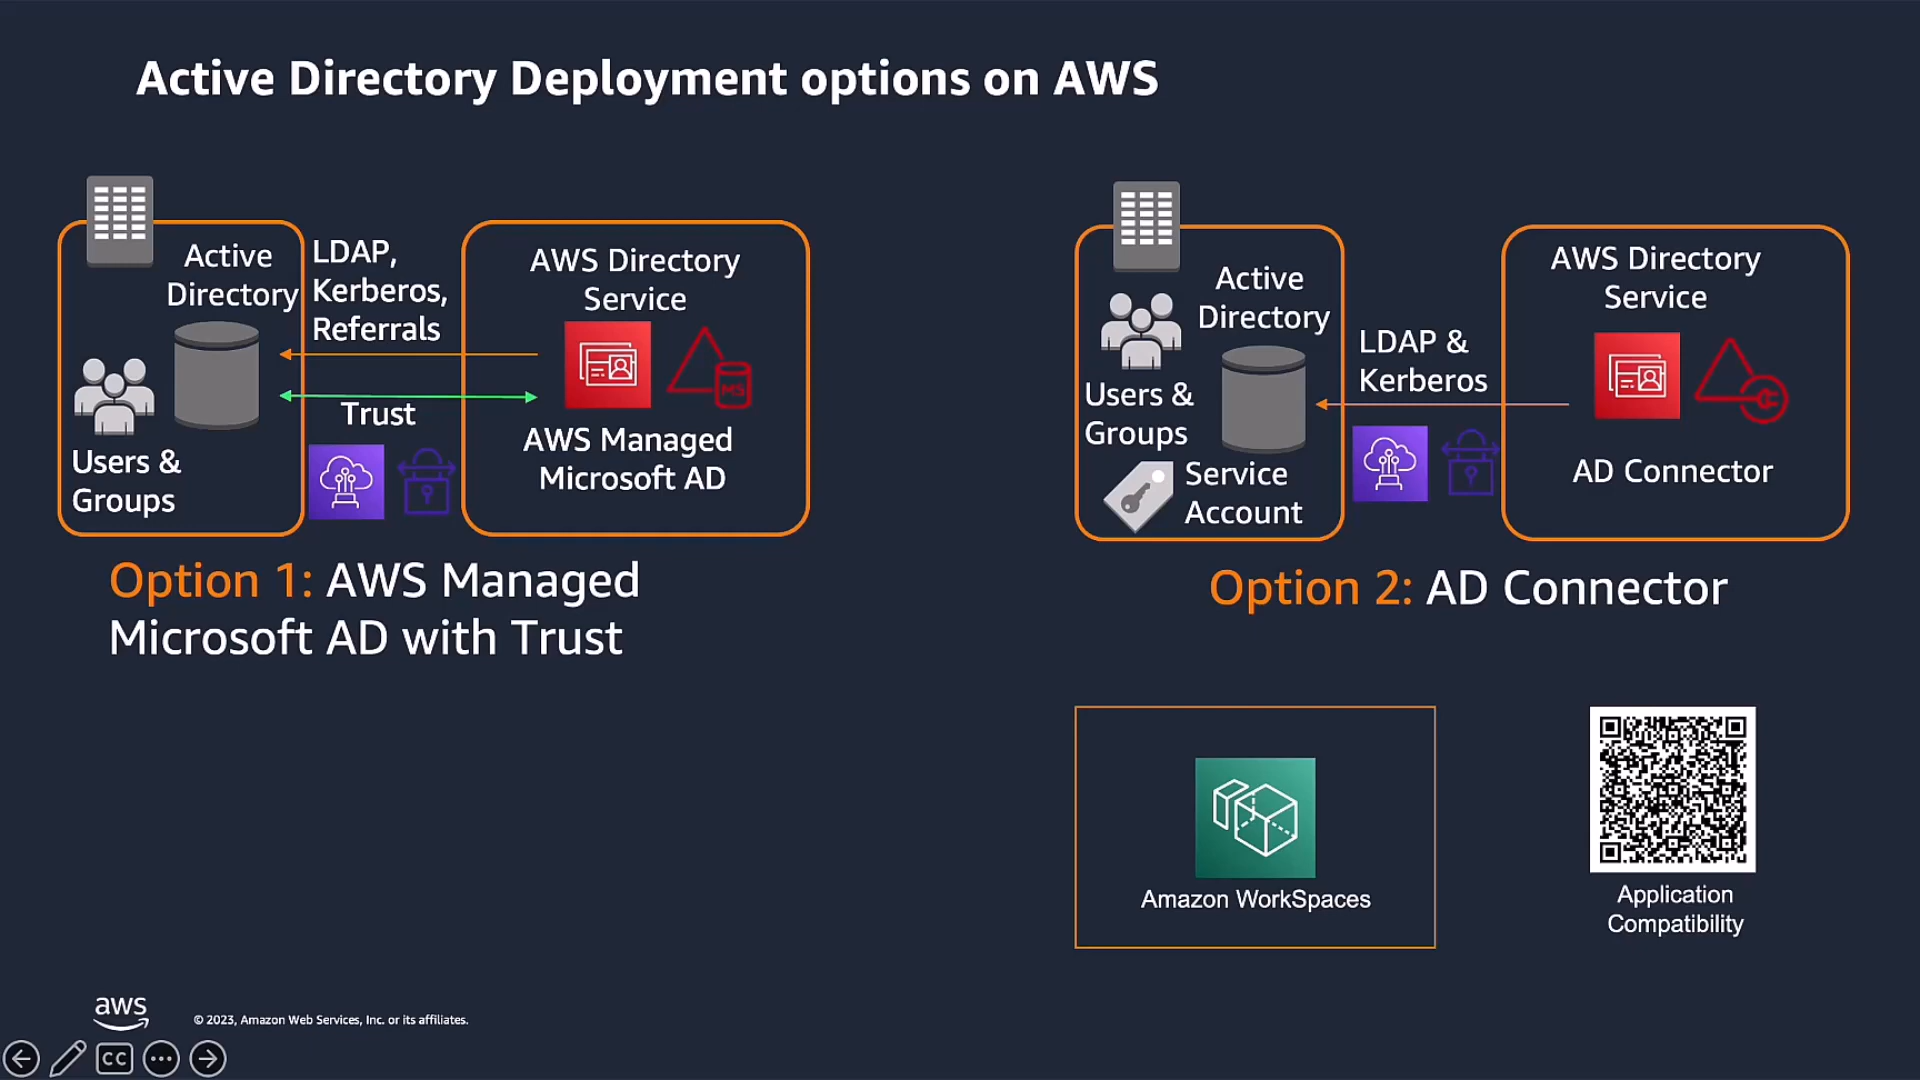 Active Directory Deployment options on AWS
Active
Directory
Users &
Groups
LDAP,
Kerberos,
Referrals
Trust
AWS Directory
Service
MS
AWS Managed
Microsoft AD
Option 1: AWS Managed
Microsoft AD with Trust
Active
Directory
Users &
Groups
Service
Account
LDAP &
Kerberos
AWS Directory
Service
AD Connector
Option 2: AD Connector
Amazon WorkSpaces
Application
Compatibility
aws
© 2023, Amazon Web Services, Inc. or its affiliates.
CC